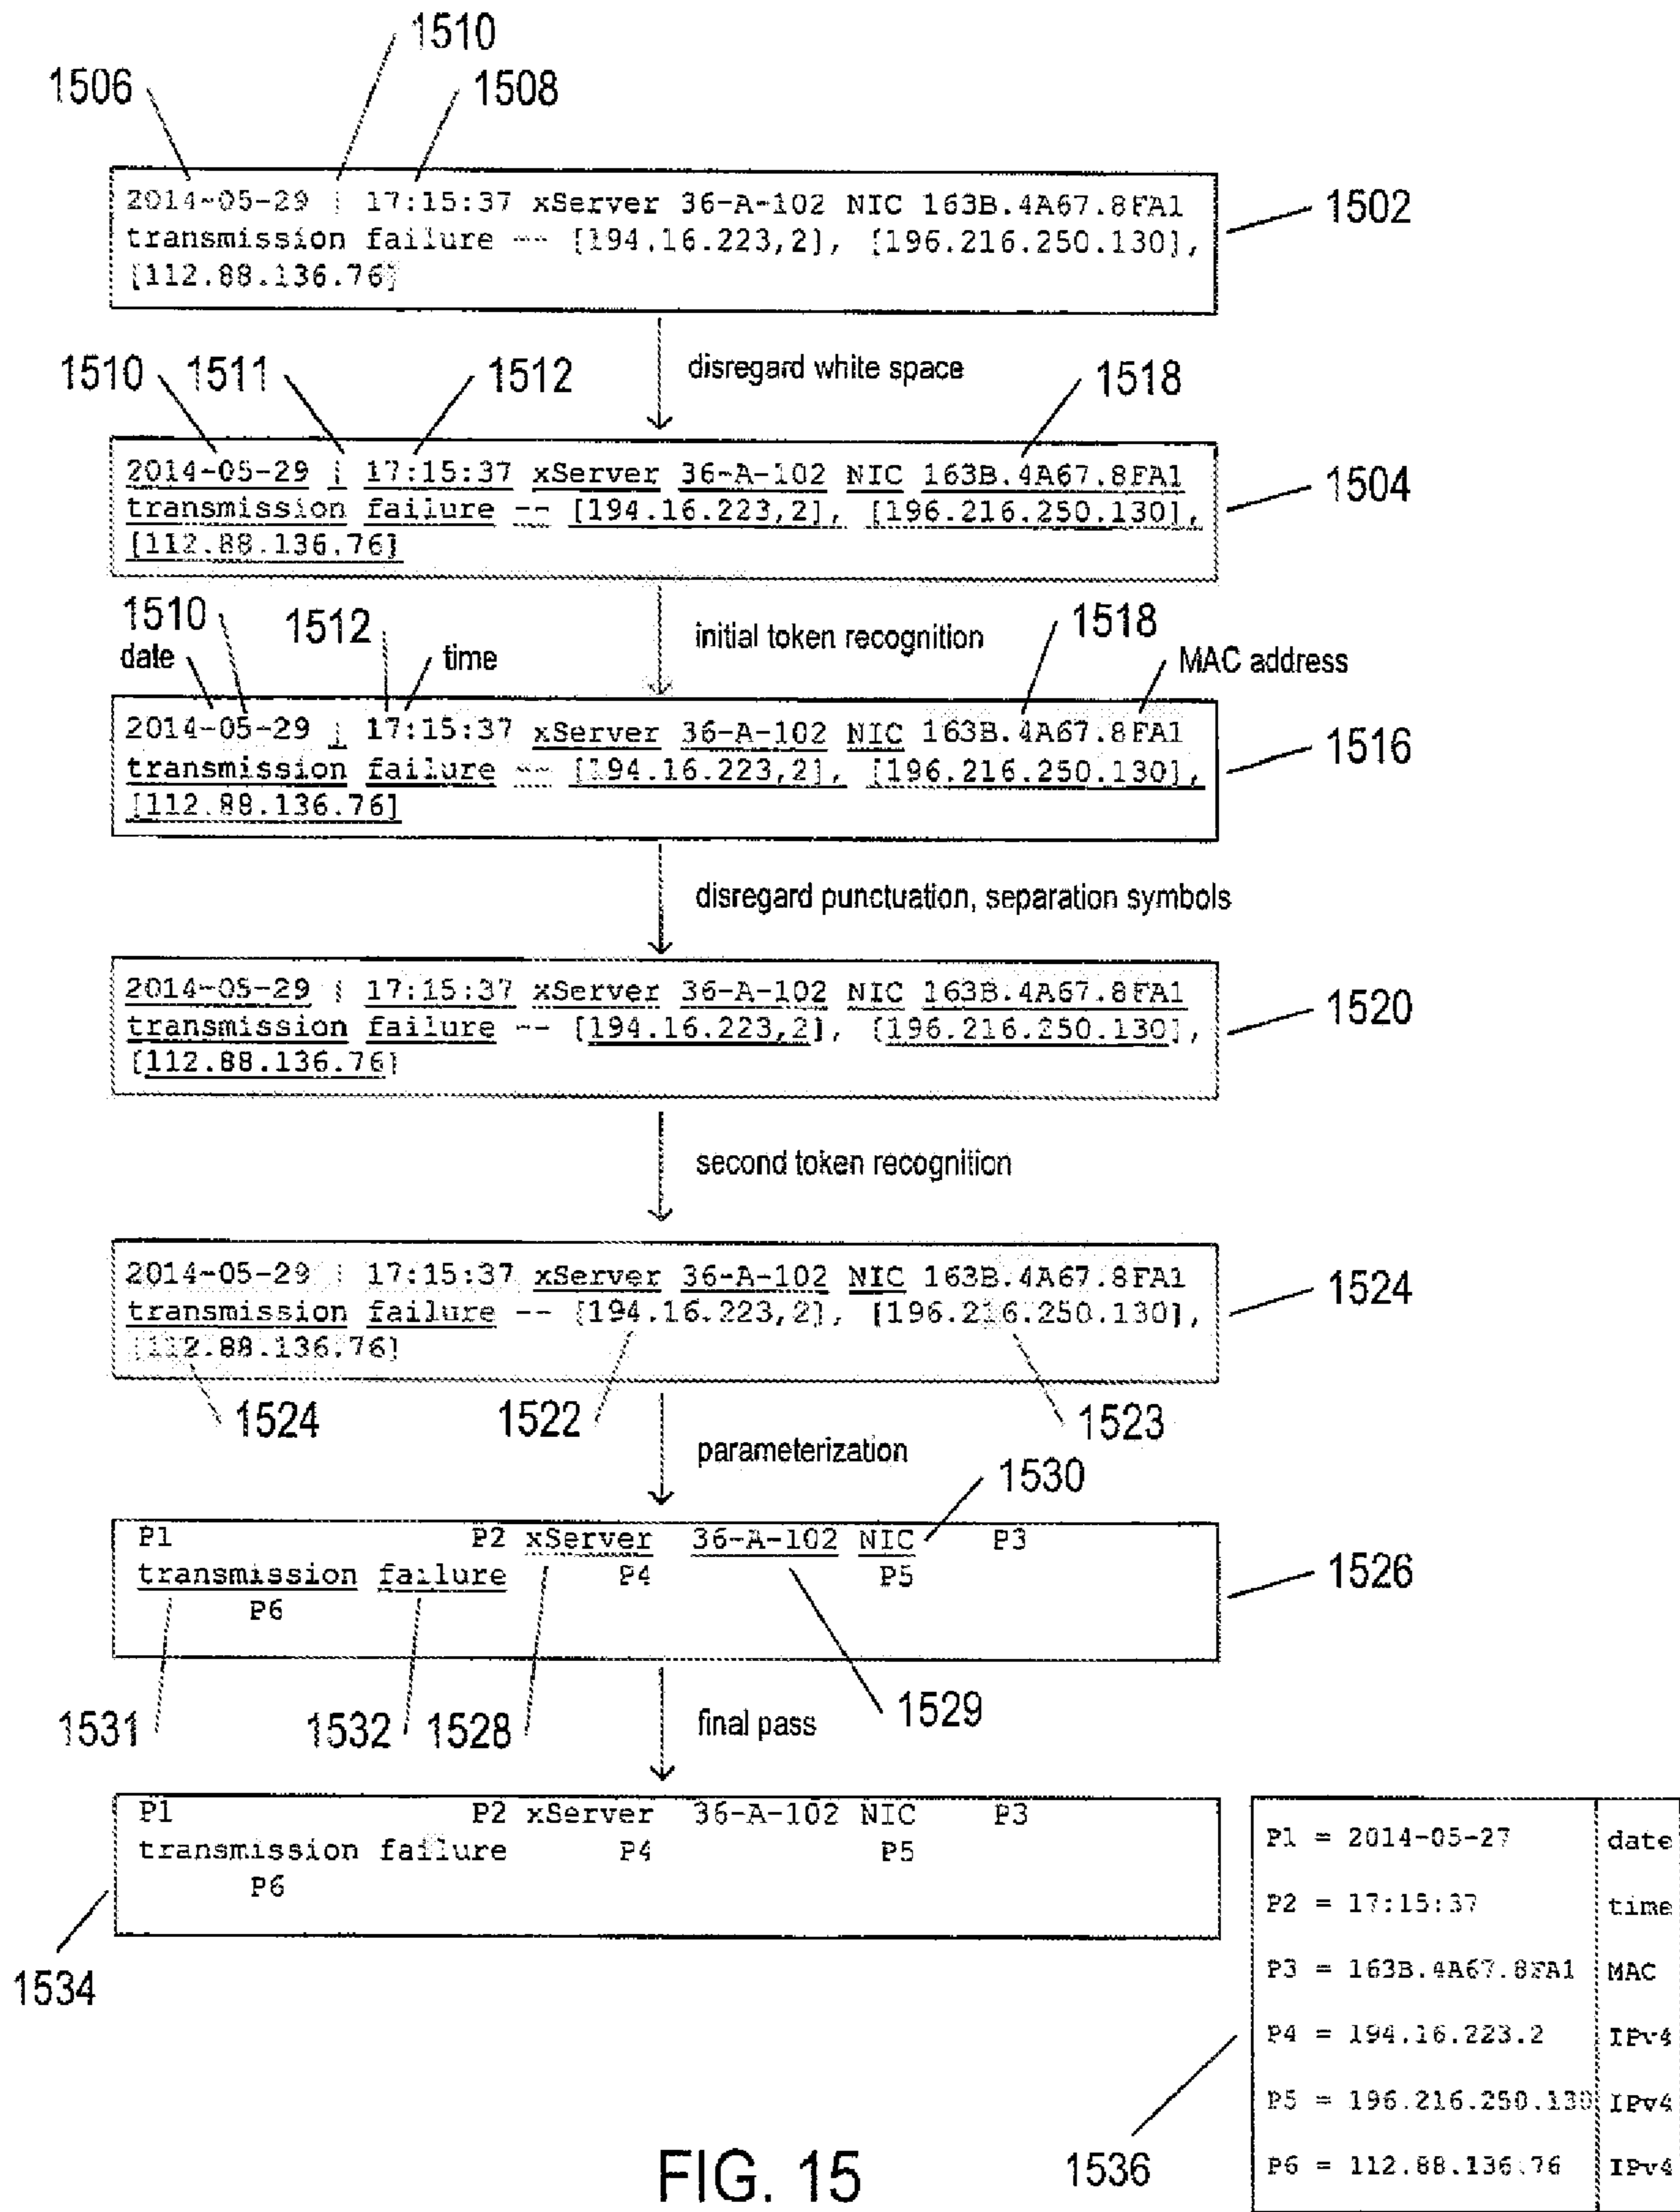 1510
1506
1508
2014-05-29 | 17:15:37 xServer 36-A-102 NIC 163B.4A67.8FA1
transmission failure -- [194.16.223,2], [196.216.250.130],
[112.88.136.76]
1502
disregard white space
1510 1511 1512 1518
2014-05-29 | 17:15:37 xServer 36-A-102 NIC 163B.4A67.8FA1
transmission failure -- [194.16.223,2], [196.216.250.130],
[112.88.136.76]
1504
initial token recognition
1510 1512 1518
date time MAC address
2014-05-29 | 17:15:37 xServer 36-A-102 NIC 163B.4A67.8FA1
transmission failure -- [194.16.223,2], [196.216.250.130],
[112.88.136.76]
1516
disregard punctuation, separation symbols
2014-05-29 | 17:15:37 xServer 36-A-102 NIC 163B.4A67.8FA1
transmission failure -- [194.16.223,2], [196.216.250.130],
[112.88.136.76]
1520
second token recognition
2014-05-29 | 17:15:37 xServer 36-A-102 NIC 163B.4A67.8FA1
transmission failure -- [194.16.223,2], [196.216.250.130],
[112.88.136.76]
1524
1524 1522 1523
parameterization
1530
P1 P2 xServer 36-A-102 NIC P3
transmission failure P4 P5
P6
1526
1531 1532 1528 1529
final pass
P1 P2 xServer 36-A-102 NIC P3
transmission failure P4 P5
P6
1534
P1 = 2014-05-27 date
P2 = 17:15:37 time
P3 = 163B.4A67.8FA1 MAC
P4 = 194.16.223.2 IPv4
P5 = 196.216.250.130 IPv4
P6 = 112.88.136.76 IPv4
1536
FIG. 15